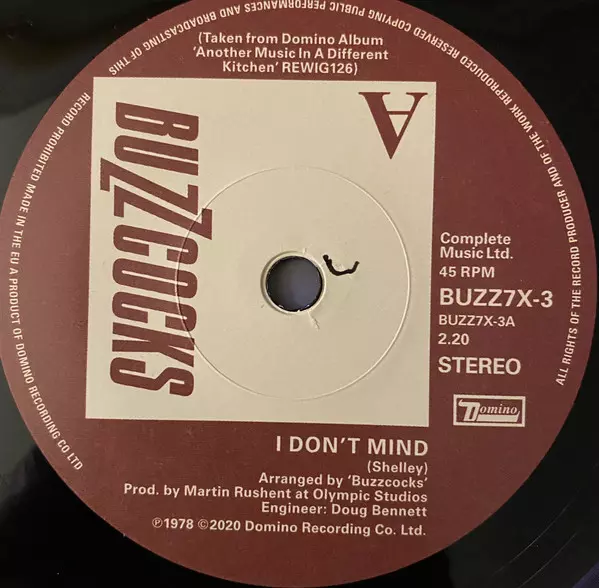 (Taken from Domino Album
'Another Music In A Different
Kitchen' REWIG126)
A
BUZZCOCKS
Complete
Music Ltd.
45 RPM
BUZZ7X-3
BUZZ7X-3A
2.20
STEREO
Domino
I DON'T MIND
(Shelley)
Arranged by 'Buzzcocks'
Prod. by Martin Rushent at Olympic Studios
Engineer: Doug Bennett
℗1978 ©2020 Domino Recording Co. Ltd.
ALL RIGHTS OF THE RECORD PRODUCER AND OF THE WORK REPRODUCED RESERVED COPYING PUBLIC PERFORMANCES AND BROADCASTING OF THIS RECORD PROHIBITED MADE IN THE EU A PRODUCT OF DOMINO RECORDING CO LTD